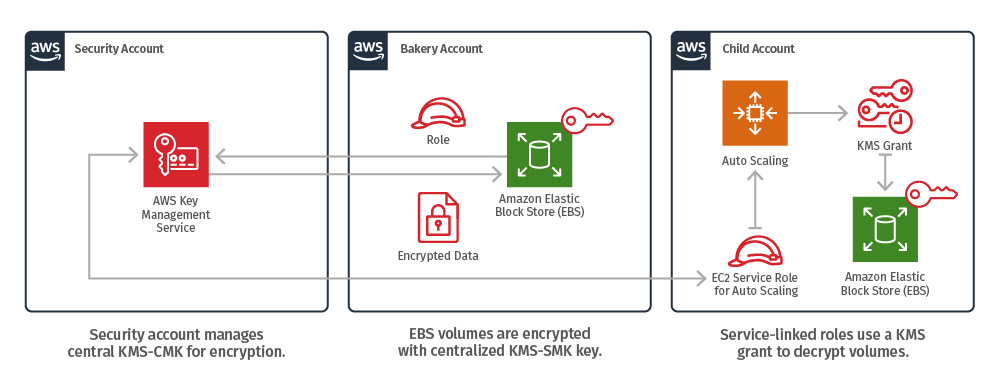 aws
Security Account
AWS Key
Management
Service
Security account manages
central KMS-CMK for encryption.
aws
Bakery Account
Role
Encrypted Data
Amazon Elastic
Block Store (EBS)
EBS volumes are encrypted
with centralized KMS-SMK key.
aws
Child Account
Auto Scaling
KMS Grant
EC2 Service Role
for Auto Scaling
Amazon Elastic
Block Store (EBS)
Service-linked roles use a KMS
grant to decrypt volumes.